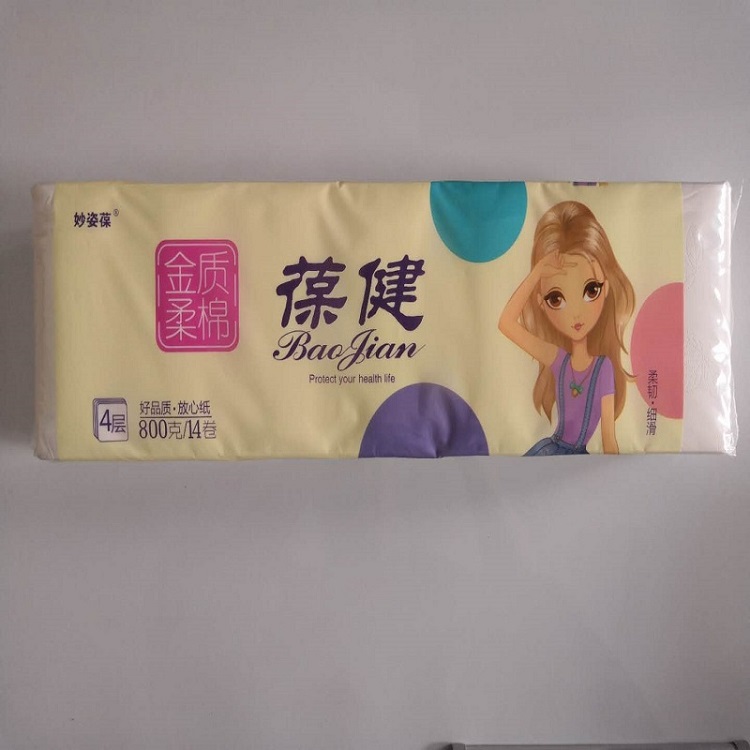 妙姿葆®
金质
柔棉
葆健
BaoJian
Protect your health life
4层
好品质·放心纸
800克/14卷
柔韧·细滑